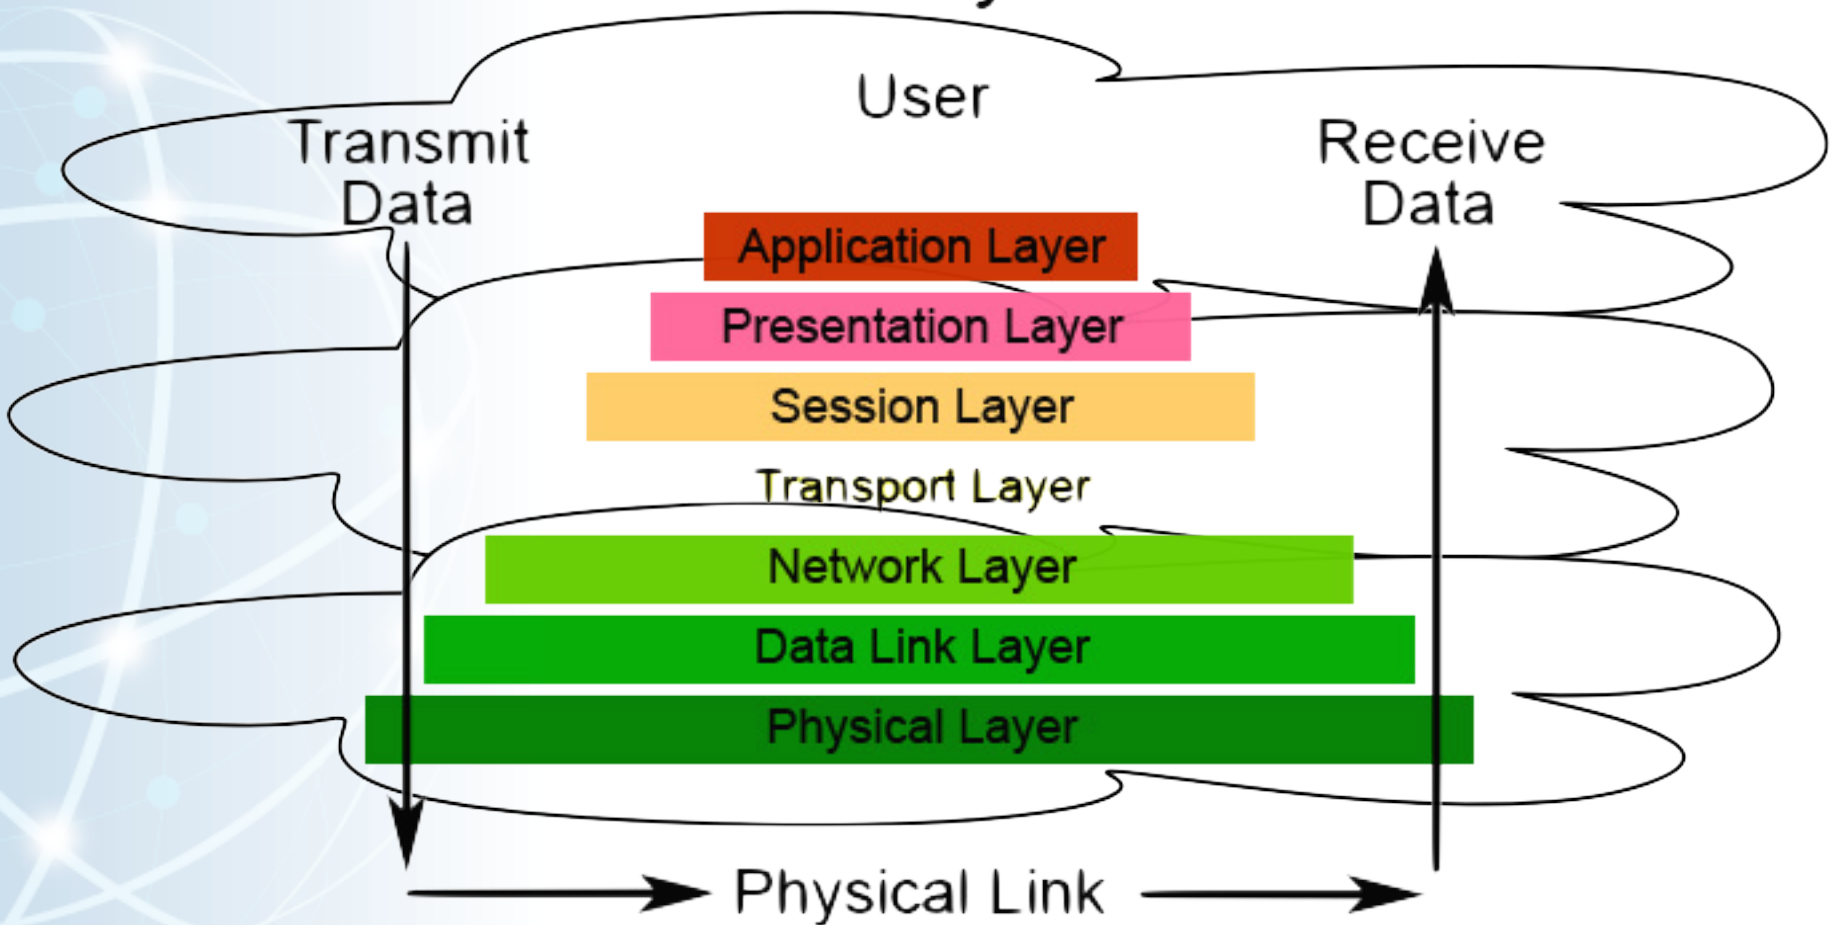 User
Transmit
Data
Receive
Data
Application Layer
Presentation Layer
Session Layer
Transport Layer
Network Layer
Data Link Layer
Physical Layer
Physical Link